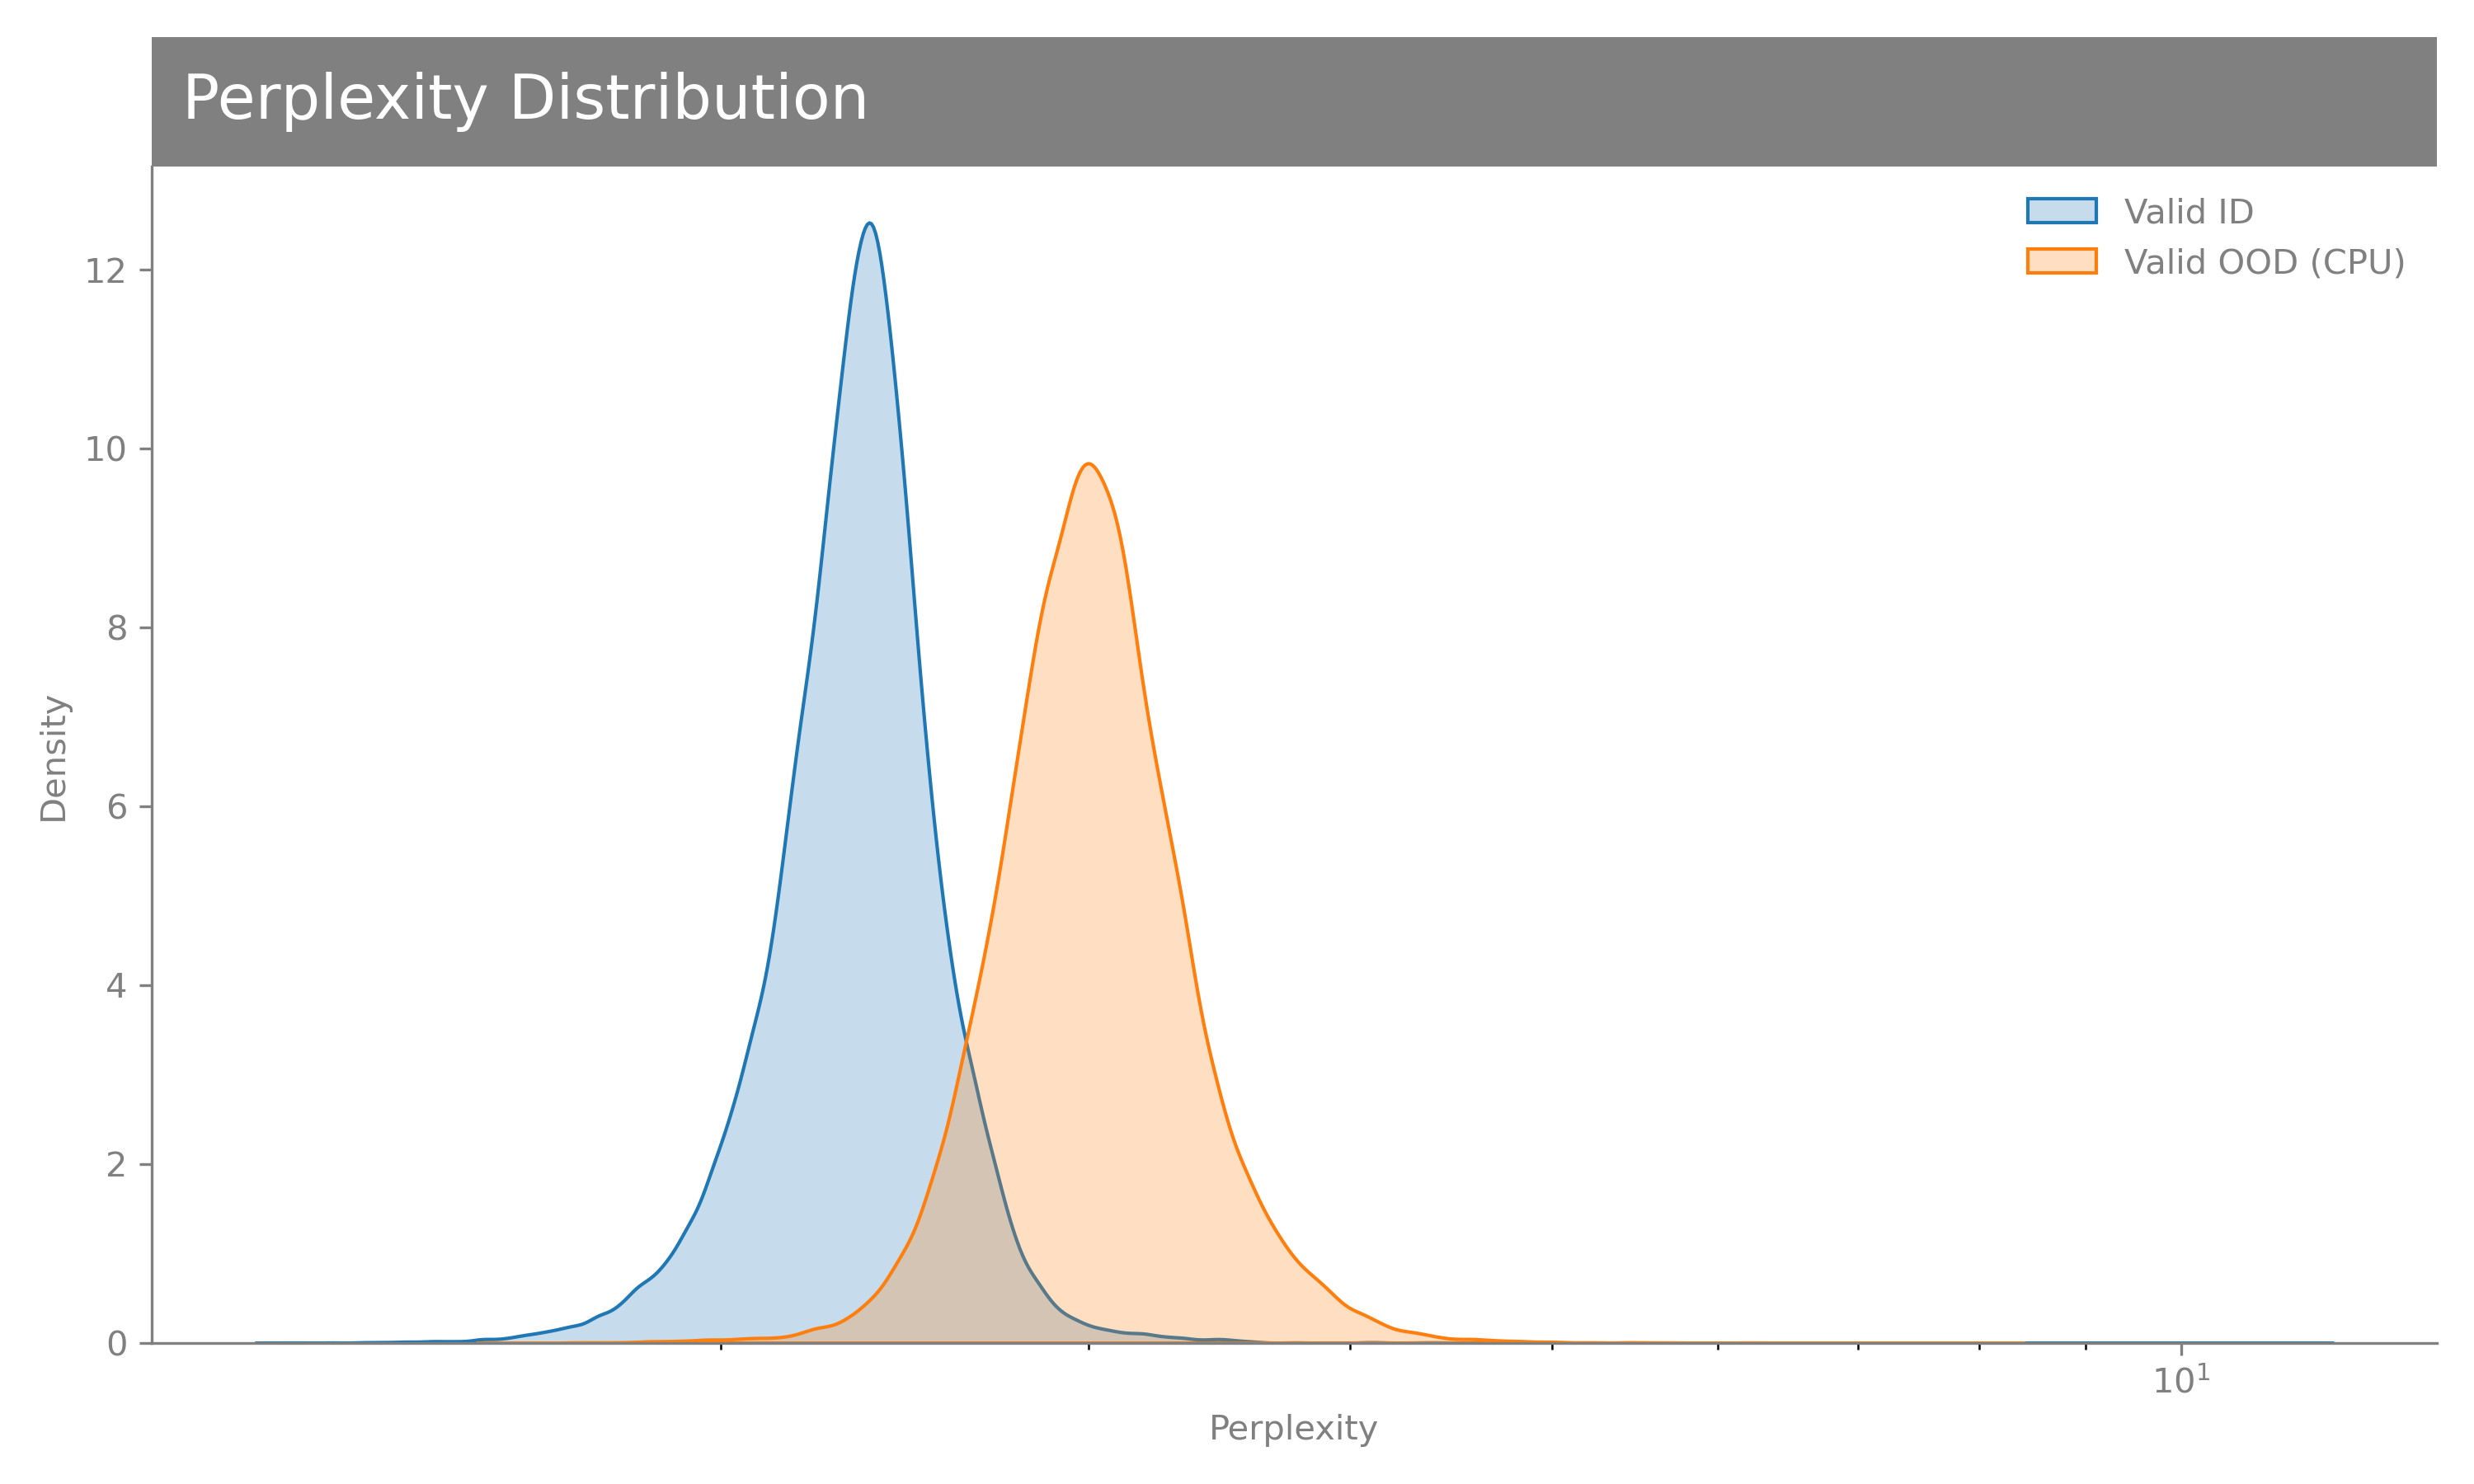 Perplexity Distribution
Valid ID
Valid OOD (CPU)
12
10
8
6
4
2
0
Density
10¹
Perplexity